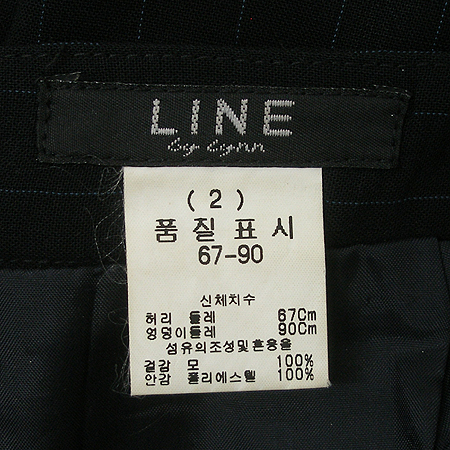 LINE
by lynn
(2)
품질표시
67-90
신체치수
허리 둘레 67Cm
엉덩이둘레 90Cm
섬유의조성및혼용율
겉감 모 100%
안감 폴리에스텔 100%